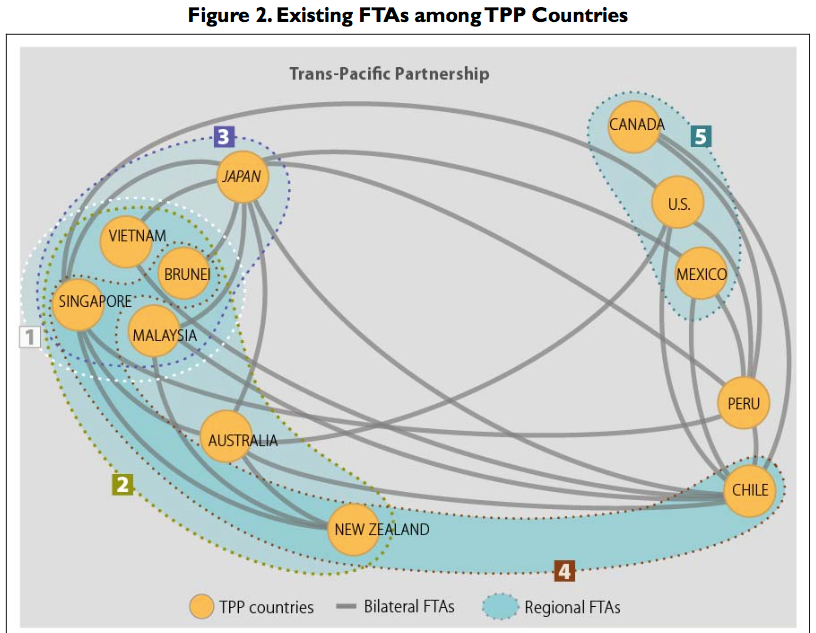 Figure 2. Existing FTAs among TPP Countries
Trans-Pacific Partnership
CANADA
3
5
JAPAN
U.S.
VIETNAM
BRUNEI
MEXICO
SINGAPORE
1
MALAYSIA
PERU
AUSTRALIA
2
CHILE
NEW ZEALAND
4
TPP countries
Bilateral FTAs
Regional FTAs